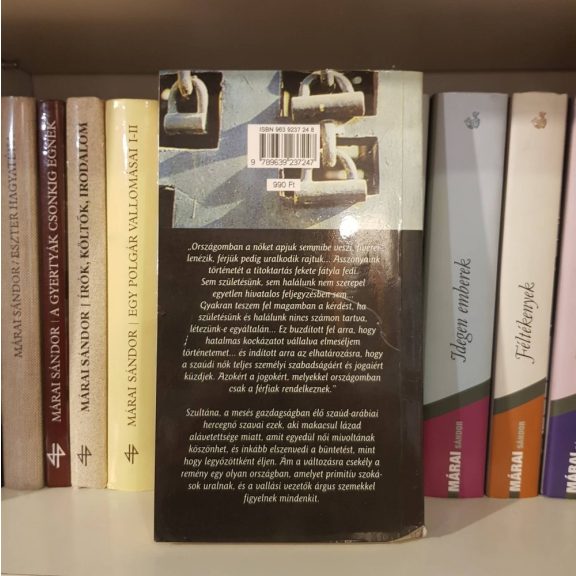 MÁRAI SÁNDOR / ESZTER HAGYATÉKA
MÁRAI SÁNDOR | A GYERTYÁK CSONKIG ÉGNEK
MÁRAI SÁNDOR | ÍRÓK, KÖLTŐK, IRODALOM
MÁRAI SÁNDOR | EGY POLGÁR VALLOMÁSAI I-II
ISBN 963 9237 24 8
9 789639 237247
990 Ft
„Országomban a nőket apjuk semmibe veszi, fivérei
lenézik, férjük pedig uralkodik rajtuk... Asszonyaink
történetét a titoktartás fekete fátyla fedi.
Sem születésünk, sem halálunk nem szerepel
egyetlen hivatalos feljegyzésben sem...
Gyakran teszem fel magamban a kérdést, ha
születésünk és halálunk nincs számon tartva,
létezünk-e egyáltalán... Ez buzdított fel arra, hogy
hatalmas kockázatot vállalva elmeséljem
történetemet... és indított arra az elhatározásra, hogy
a szaúdi nők teljes személyi szabadságáért és jogaiért
küzdjek. Azokért a jogokért, melyekkel országomban
csak a férfiak rendelkeznek."
Szultána, a mesés gazdagságban élő szaúd-arábiai
hercegnő szavai ezek, aki makacsul lázad
alávetettsége miatt, amit egyedül női mivoltának
köszönhet, és inkább elszenvedi a büntetést, mint
hogy legyőzöttként éljen. Ám a változásra csekély a
remény egy olyan országban, amelyet primitív szoká-
sok uralnak, és a vallási vezetők árgus szemekkel
figyelnek mindenkit.
Idegen emberek
MÁRAI SÁNDOR
Féltékenyek
MÁRAI SÁNDOR
MÁRAI